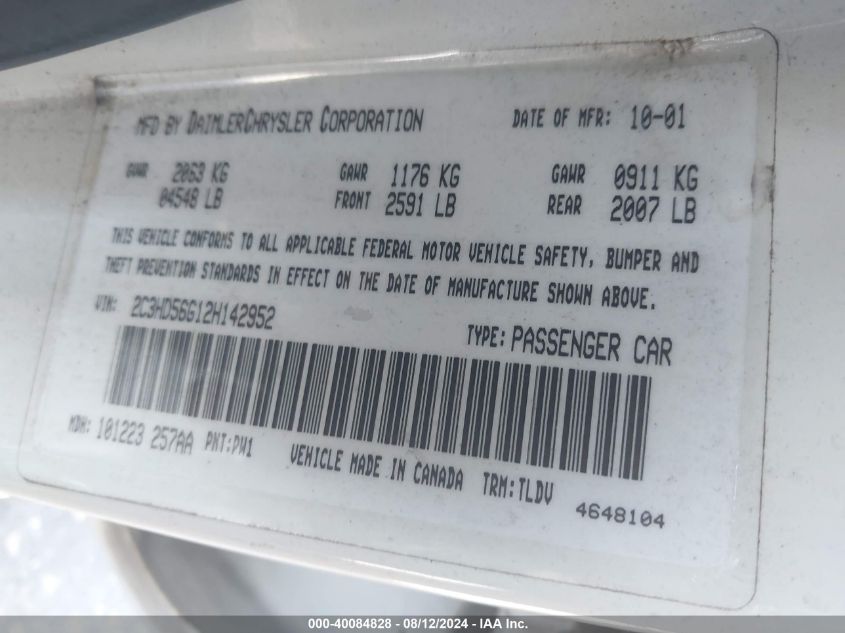 MFD BY DAIMLERCHRYSLER CORPORATION DATE OF MFR: 10-01
GVWR 2063 KG GAWR 1176 KG GAWR 0911 KG
04548 LB FRONT 2591 LB REAR 2007 LB
THIS VEHICLE CONFORMS TO ALL APPLICABLE FEDERAL MOTOR VEHICLE SAFETY, BUMPER AND
THEFT PREVENTION STANDARDS IN EFFECT ON THE DATE OF MANUFACTURE SHOWN ABOVE.
VIN: 2C3HD56G12H142952 TYPE: PASSENGER CAR
MDH: 101223 257AA PNT:PW1 VEHICLE MADE IN CANADA TRM:TLDV
4648104
000-40084828 - 08/12/2024 - IAA Inc.